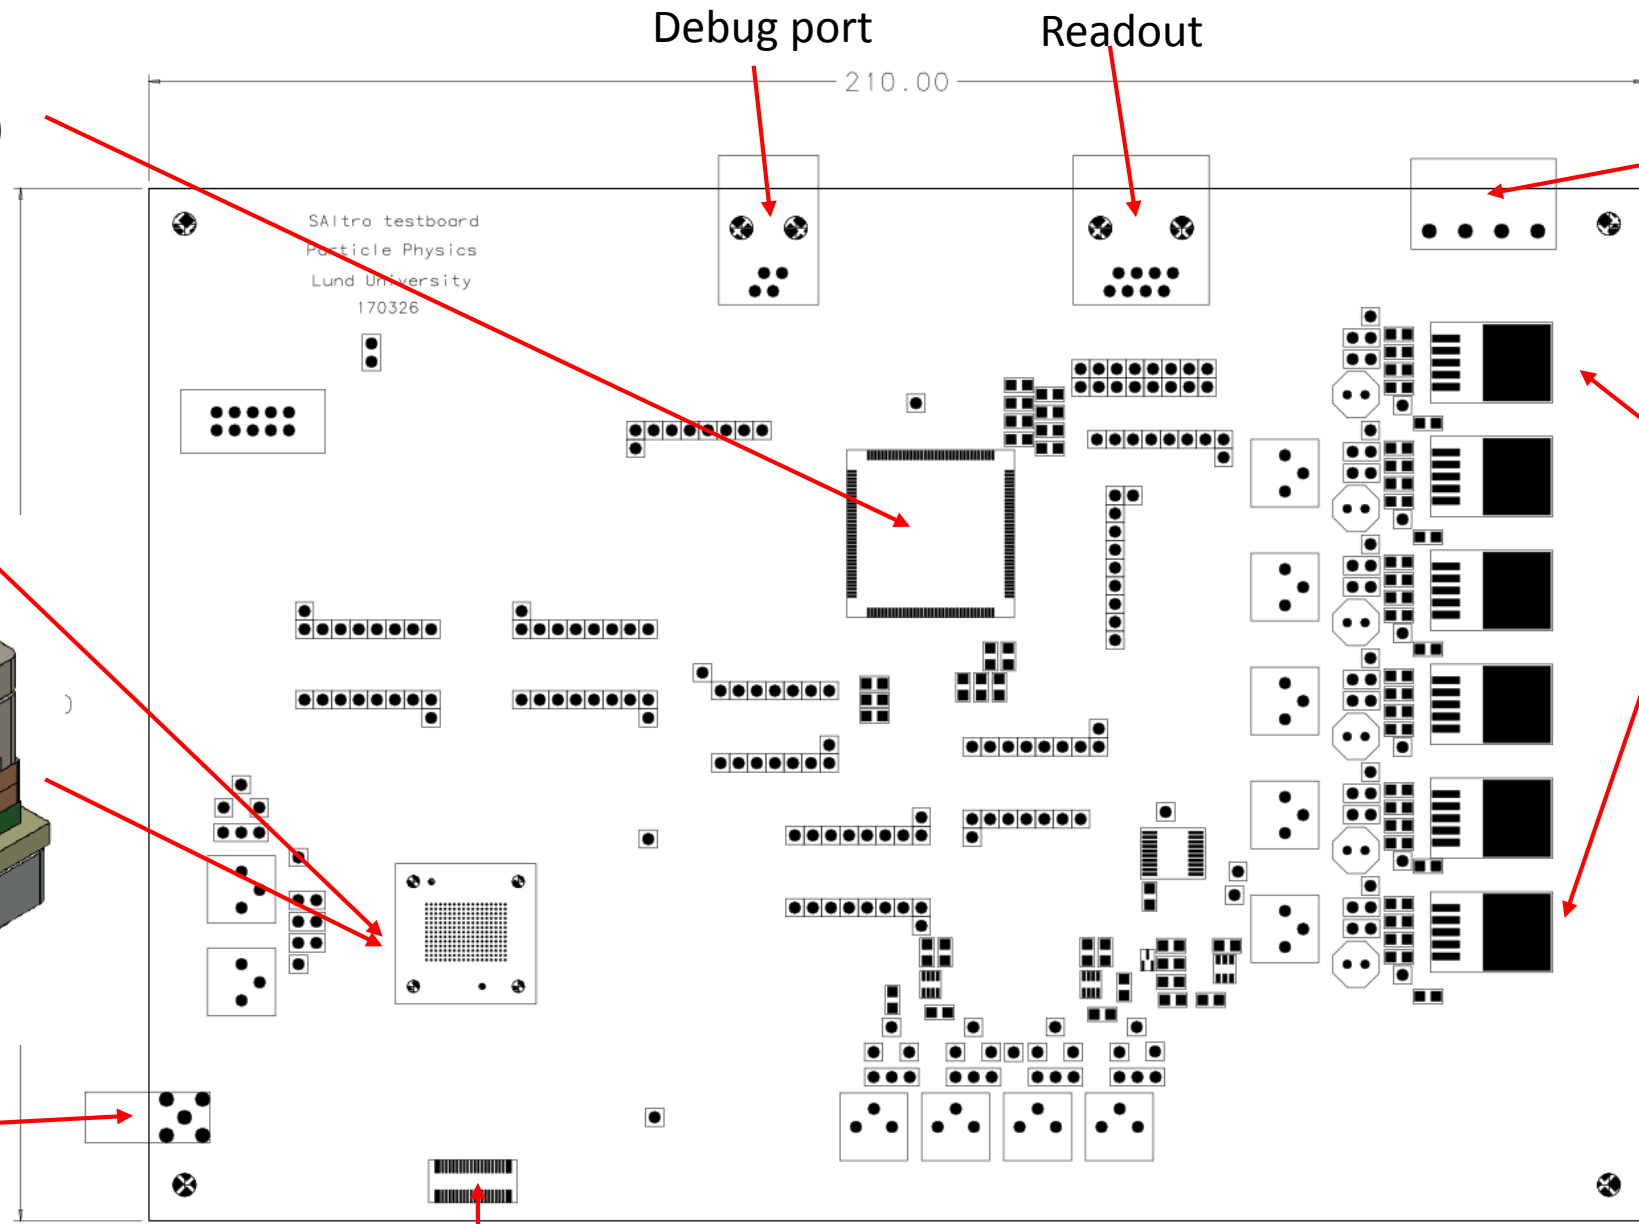 Debug port
Readout
210.00
SAltro testboard
Particle Physics
Lund University
170326